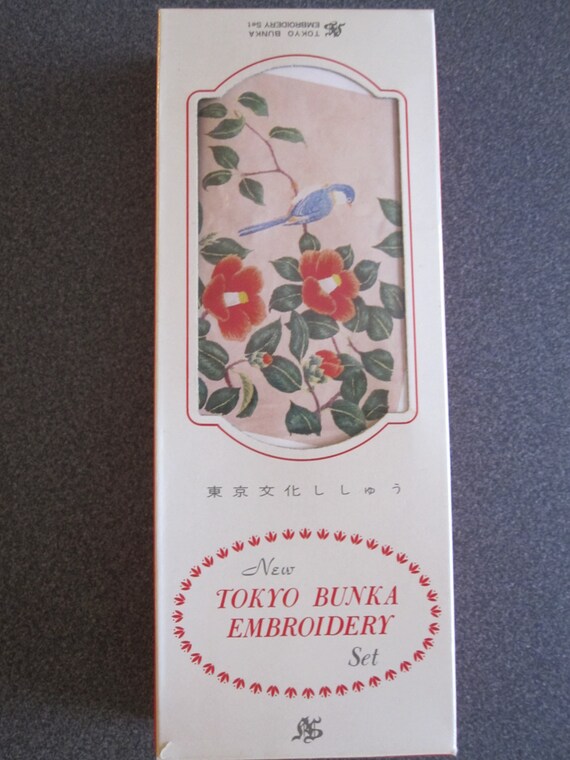 TOKYO BUNKA
EMBROIDERY SET
東京文化ししゅう
New
TOKYO BUNKA
EMBROIDERY
Set